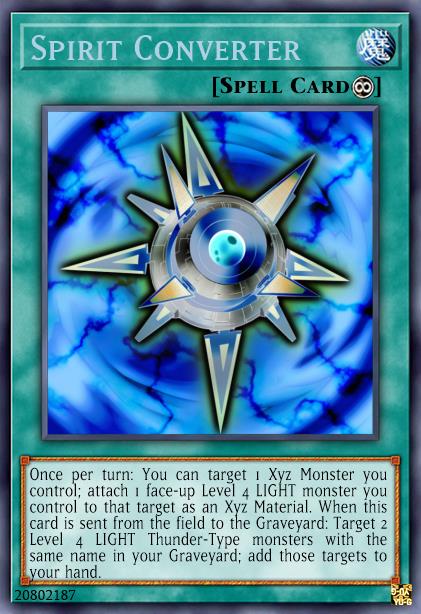 Spirit Converter
魔
[Spell Card∞]
Once per turn: You can target 1 Xyz Monster you
control; attach 1 face-up Level 4 LIGHT monster you
control to that target as an Xyz Material. When this
card is sent from the field to the Graveyard: Target 2
Level 4 LIGHT Thunder-Type monsters with the
same name in your Graveyard; add those targets to
your hand.
20802187